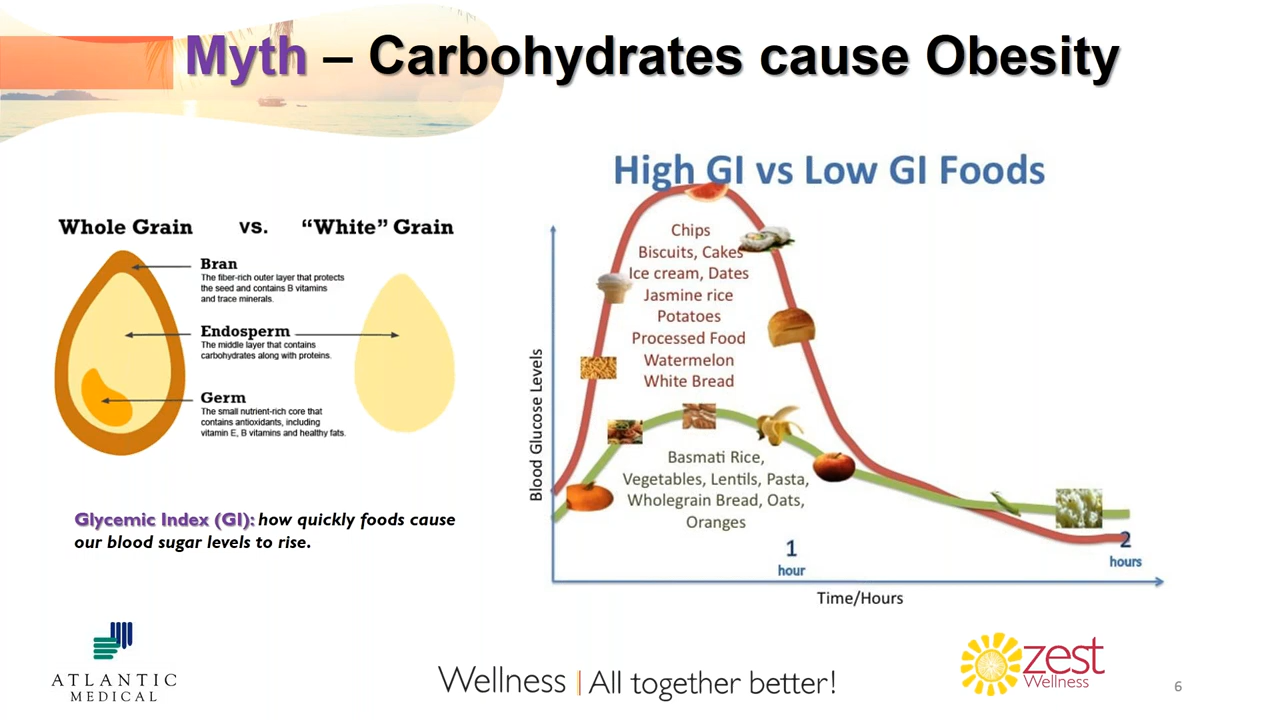 Myth – Carbohydrates cause Obesity
Whole Grain vs. “White” Grain
Bran
The fiber-rich outer layer that protects
the seed and contains B vitamins
and trace minerals.
Endosperm
The middle layer that contains
carbohydrates along with proteins.
Germ
The small nutrient-rich core that
contains antioxidants, including
vitamin E, B vitamins and healthy fats.
Glycemic Index (GI): how quickly foods cause
our blood sugar levels to rise.
High GI vs Low GI Foods
Blood Glucose Levels
Chips
Biscuits, Cakes
Ice cream, Dates
Jasmine rice
Potatoes
Processed Food
Watermelon
White Bread
Basmati Rice,
Vegetables, Lentils, Pasta,
Wholegrain Bread, Oats,
Oranges
1
hour
2
hours
Time/Hours
ATLANTIC
MEDICAL
Wellness | All together better!
zest
Wellness
6